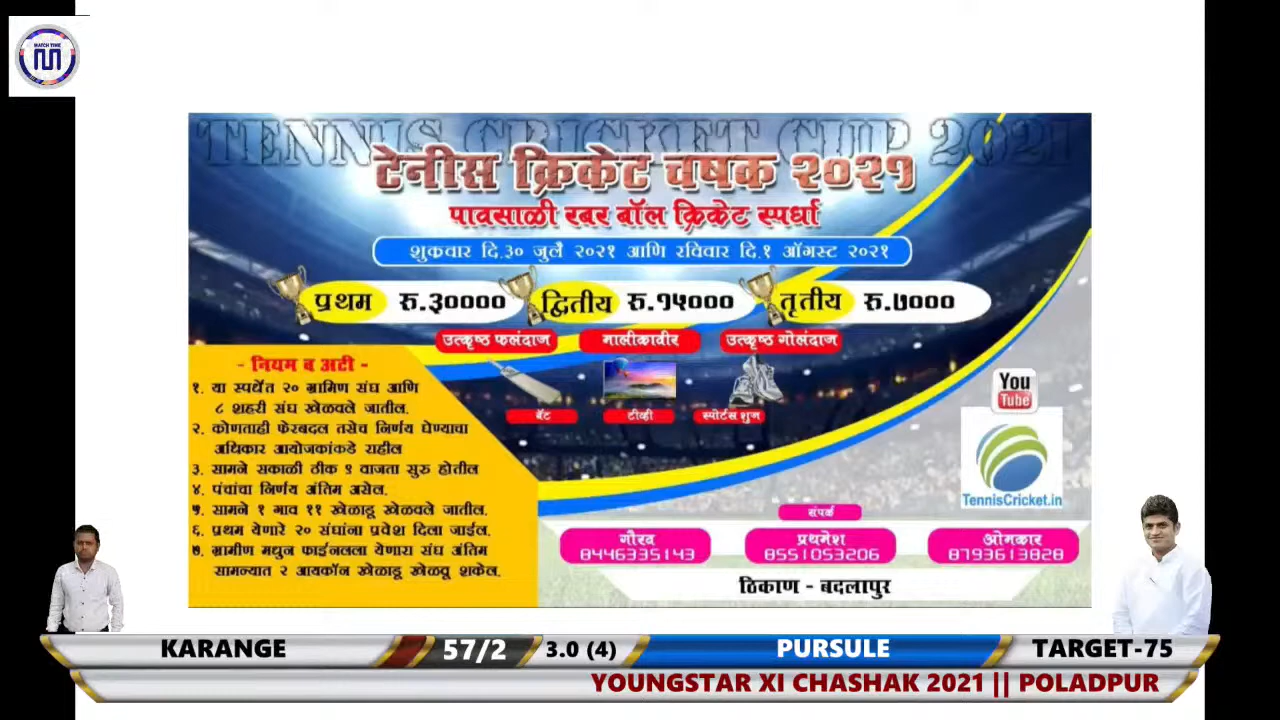 MATCH TIME
TENNIS CRICKET CUP 2021
टेनीस क्रिकेट चषक २०२१
पावसाळी रबर बॉल क्रिकेट स्पर्धा
शुक्रवार दि.३० जुलै २०२१ आणि रविवार दि.१ ऑगस्ट २०२१
प्रथम रु.३०००० द्वितीय रु.१५००० तृतीय रु.७०००
उत्कृष्ठ फलंदाज मालीकावीर उत्कृष्ठ गोलंदाज
बॅट टीव्ही स्पोर्टस शुज
- नियम व अटी -
१. या स्पर्धेत २० ग्रामिण संघ आणि
८ शहरी संघ खेळवले जातील.
२. कोणताही फेरबदल तसेच निर्णय घेण्याचा
अधिकार आयोजकांकडे राहील
३. सामने सकाळी ठीक ९ वाजता सुरु होतील
४. पंचांचा निर्णय अंतिम असेल.
५. सामने १ गाव ११ खेळाडू खेळवले जातील.
६. प्रथम येणारे २० संघांना प्रवेश दिला जाईल.
७. ग्रामीण मधुन फाईनलला येणारा संघ अंतिम
सामन्यात २ आयकॉन खेळाडू खेळवू शकेल.
You
Tube
TennisCricket.in
संपर्क
गौरव प्रथमेश ओमकार
8446335143 8551053206 8793613828
ठिकाण - बदलापुर
KARANGE 57/2 3.0 (4) PURSULE TARGET-75
YOUNGSTAR XI CHASHAK 2021 || POLADPUR